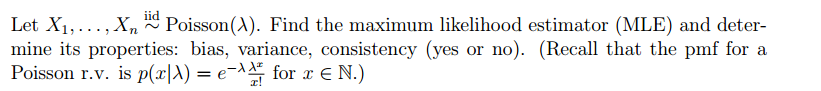 Let X₁, . . . , Xₙ iid ~ Poisson(λ). Find the maximum likelihood estimator (MLE) and deter-
mine its properties: bias, variance, consistency (yes or no). (Recall that the pmf for a
Poisson r.v. is p(x|λ) = e^{-λ} λ^x / x! for x ∈ ℕ.)